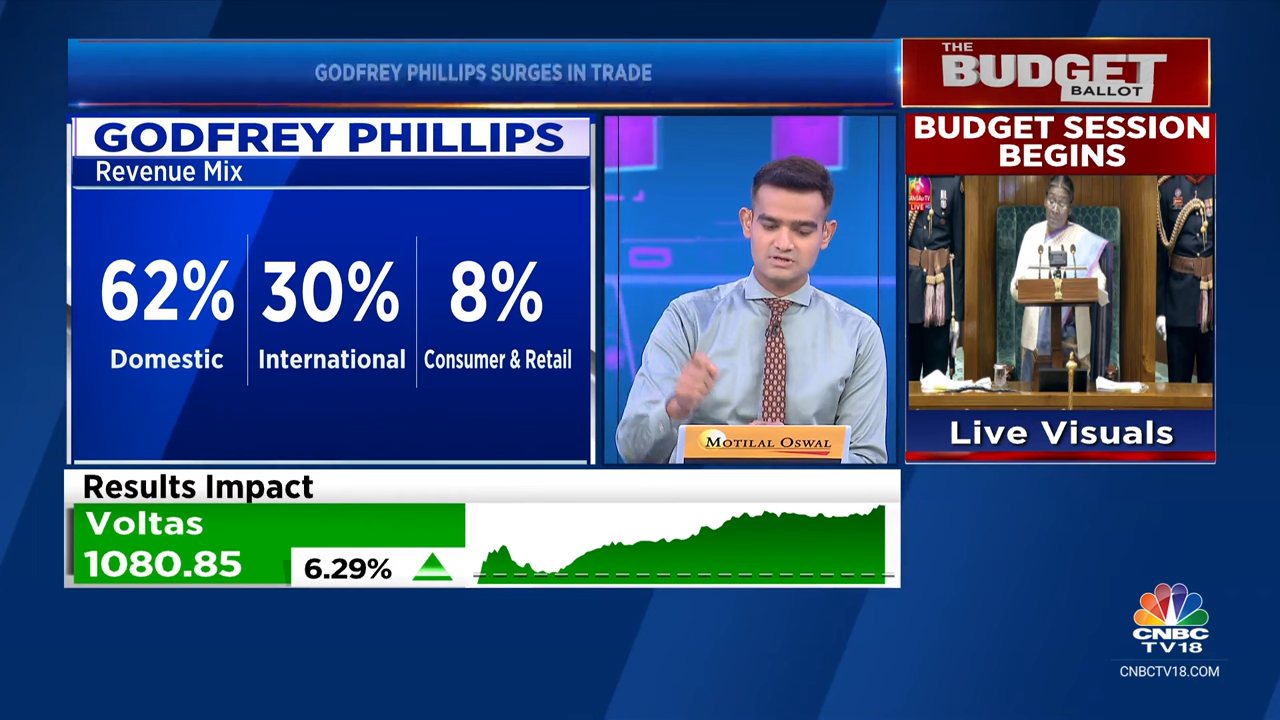 GODFREY PHILLIPS SURGES IN TRADE
THE
BUDGET
BALLOT
GODFREY PHILLIPS
Revenue Mix
62%
30%
8%
Domestic
International
Consumer & Retail
MOTILAL OSWAL
BUDGET SESSION
BEGINS
LIVE
Live Visuals
Results Impact
Voltas
1080.85
6.29%
CNBC
TV18
CNBCTV18.COM